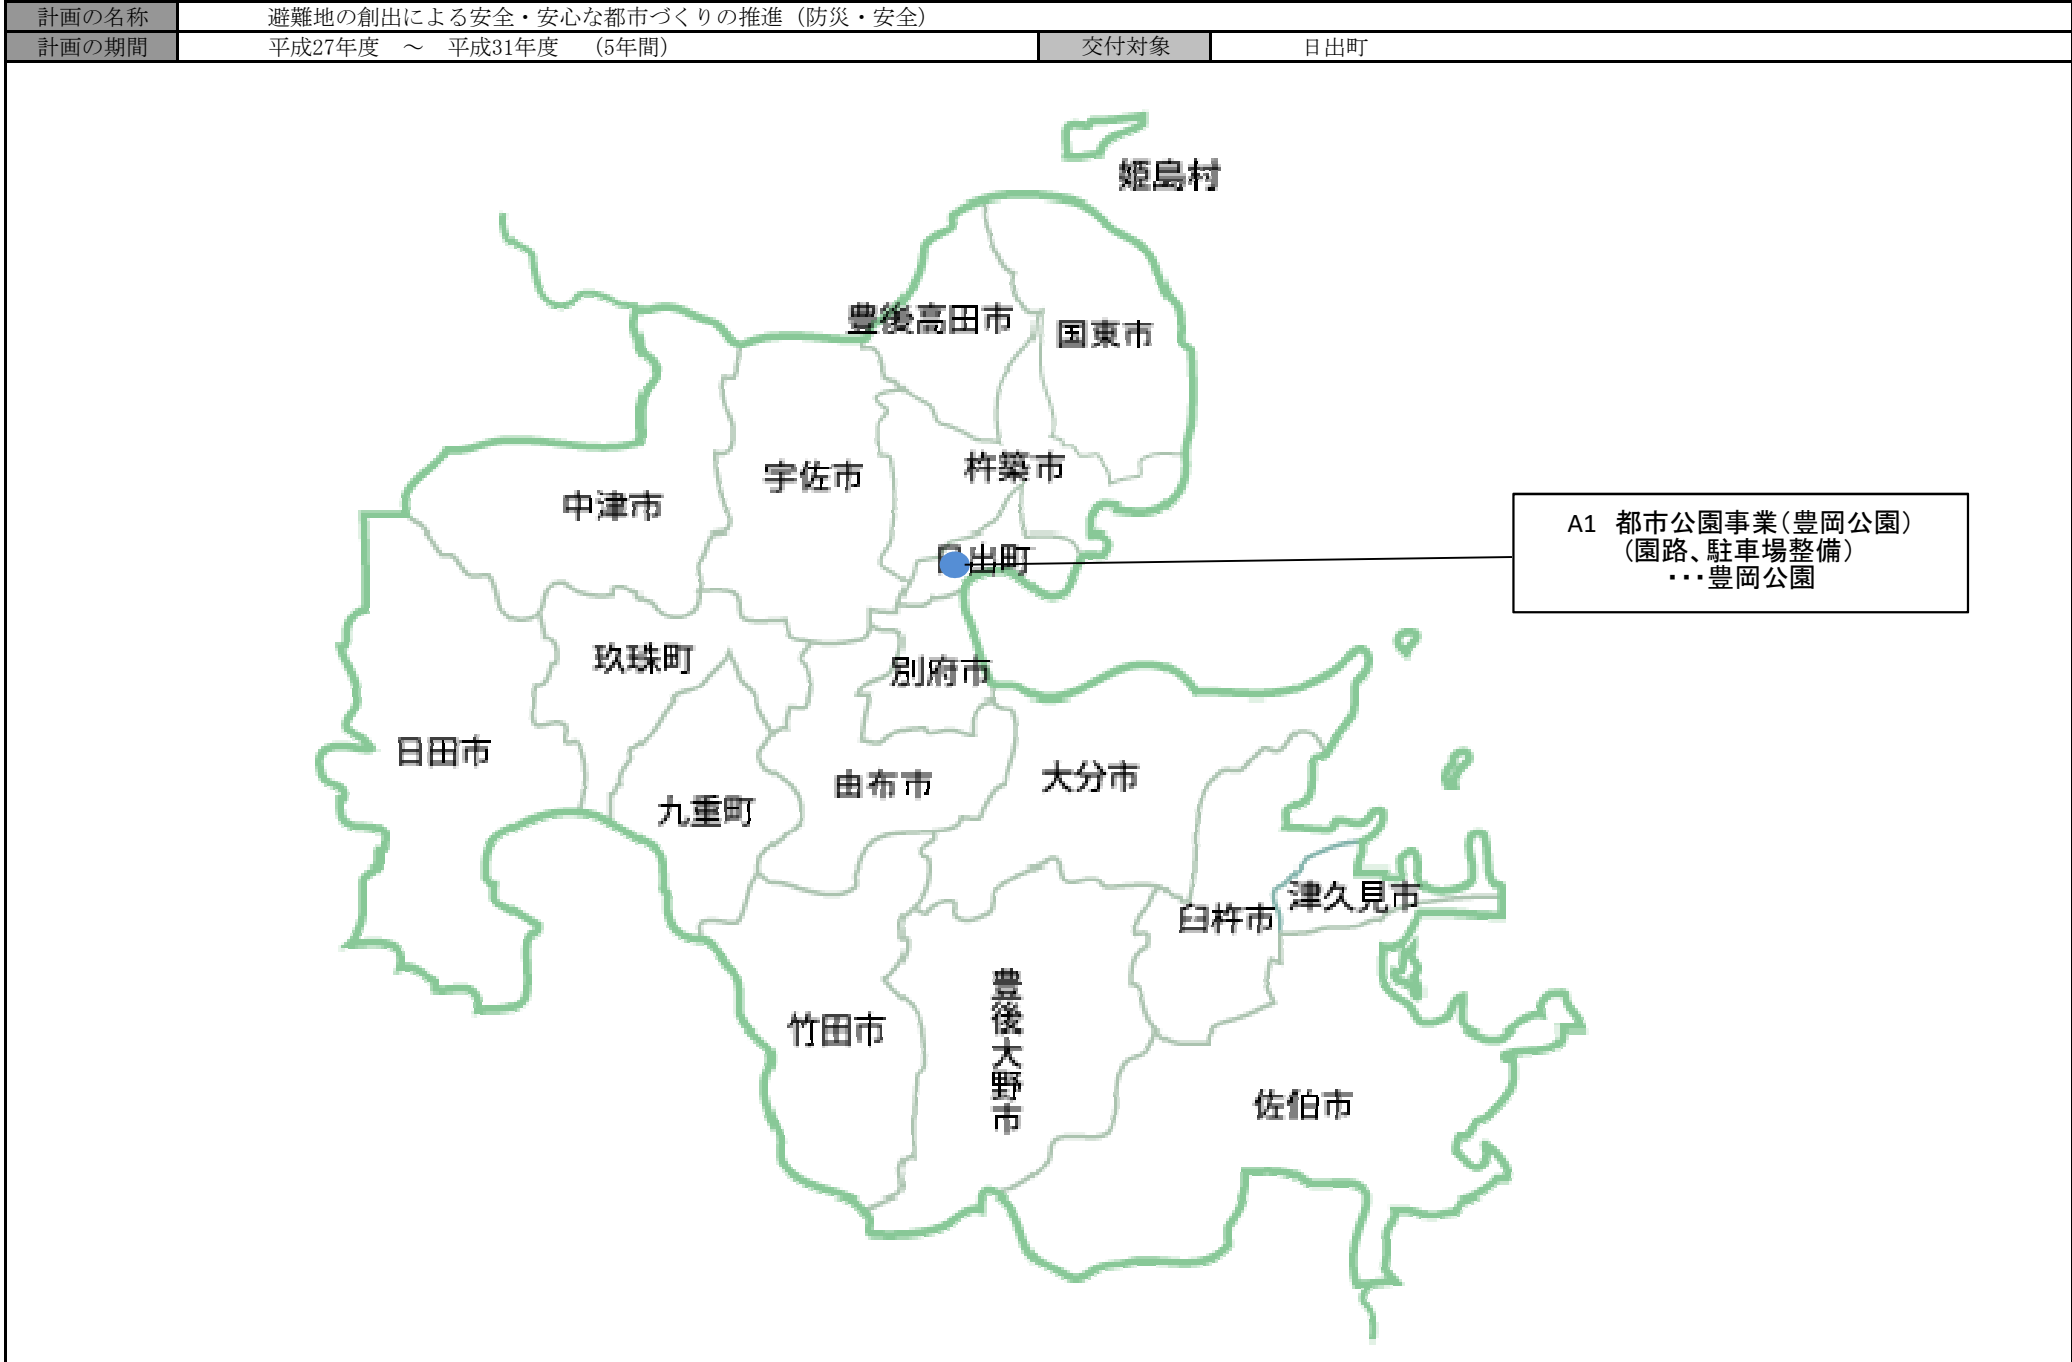 計画の名称 避難地の創出による安全・安心な都市づくりの推進（防災・安全）
計画の期間 平成27年度　～　平成31年度　（5年間） 交付対象 日出町
姫島村
豊後高田市
国東市
杵築市
宇佐市
中津市
A1　都市公園事業（豊岡公園）
（園路、駐車場整備）
・・・豊岡公園
日出町
玖珠町
別府市
日田市
由布市
大分市
九重町
津久見市
臼杵市
豊後大野市
竹田市
佐伯市